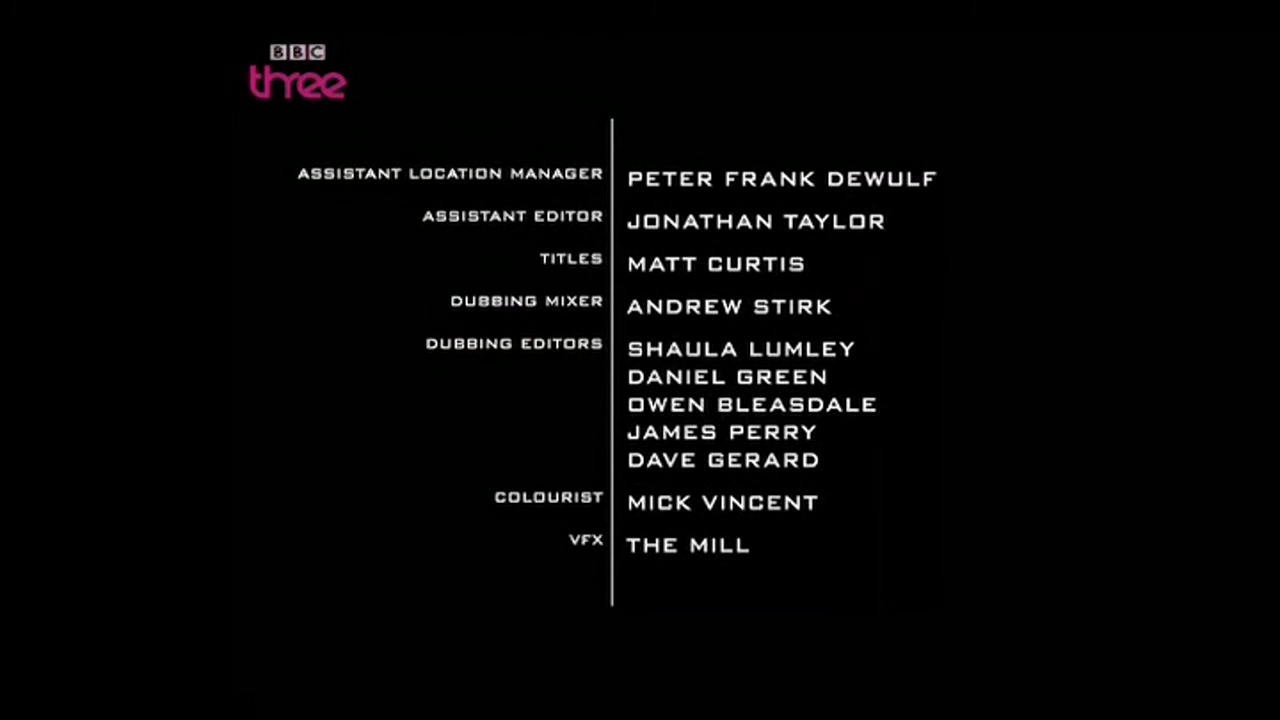 BBC
three
ASSISTANT LOCATION MANAGER PETER FRANK DEWULF
ASSISTANT EDITOR JONATHAN TAYLOR
TITLES MATT CURTIS
DUBBING MIXER ANDREW STIRK
DUBBING EDITORS SHAULA LUMLEY
DANIEL GREEN
OWEN BLEASDALE
JAMES PERRY
DAVE GERARD
COLOURIST MICK VINCENT
VFX THE MILL